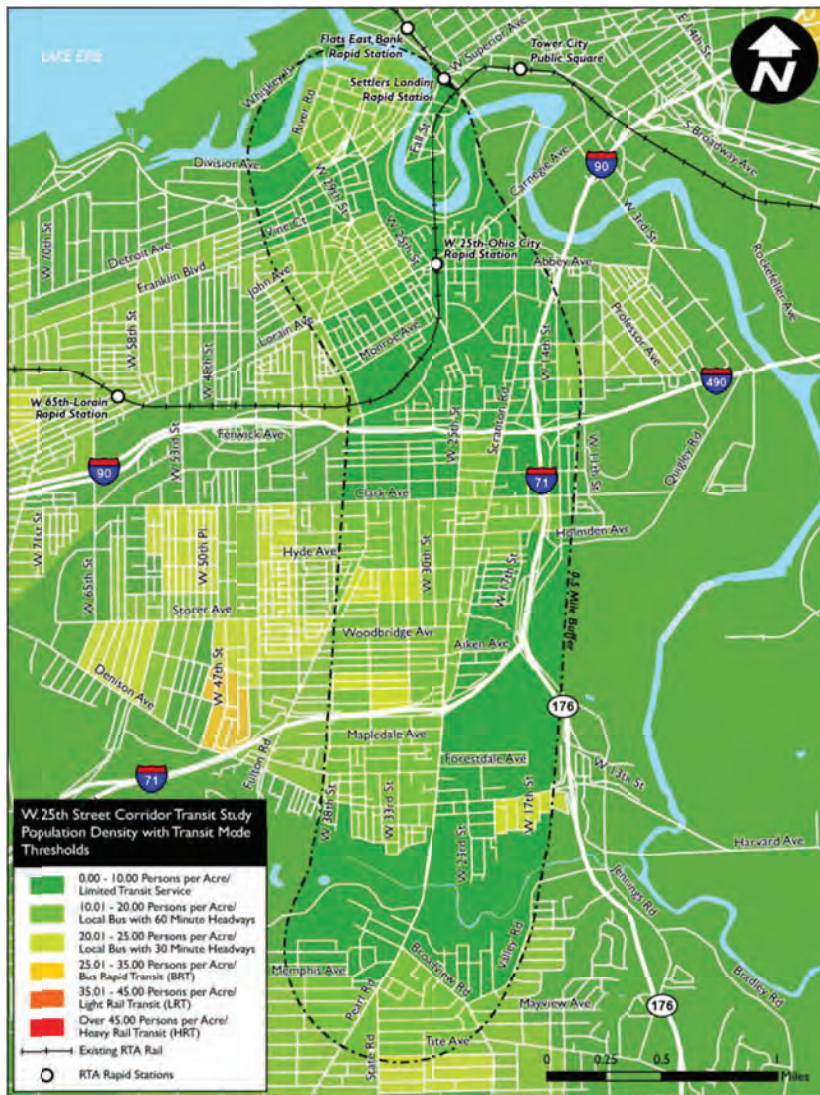 LAKE ERIE
Flats East Bank
Rapid Station
W. Superior Ave
E. 14th St
Tower City
Public Square
N
Settlers Landing
Rapid Station
Whiskey Is
River Rd
Fall St
S Broadway Ave
Division Ave
Carnegie Ave
90
W. 29th St
W. 3rd St
W. 70th St
Detroit Ave
Vine Ct
W. 25th St
W. 25th-Ohio City
Rapid Station
Abbey Ave
Rockefeller Ave
Franklin Blvd
John Ave
Professor Ave
W. 58th St
W. 48th St
Lorain Ave
Monroe Ave
W. 14th St
490
W. 65th-Lorain
Rapid Station
W. 25th St
Scranton Rd
W. 53rd St
Fenwick Ave
W. 11th St
Quigley Rd
90
71
Clark Ave
W. 71st St
Holmden Ave
W. 50th Pl
Hyde Ave
W. 30th St
W. 17th St
W. 65th St
Storer Ave
0.5 Mile Buffer
Woodbridge Ave
Aiken Ave
Denison Ave
W. 47th St
176
Mapledale Ave
71
Fulton Rd
Forestdale Ave
W. 13th St
W. 38th St
W. 33rd St
W. 17th St
W. 23rd St
Harvard Ave
Jennings Rd
Valley Rd
Memphis Ave
Broadview Rd
Bradley Rd
Pearl Rd
Mayview Ave
176
State Rd
Tite Ave
W.25th Street Corridor Transit Study
Population Density with Transit Mode
Thresholds
0.00 - 10.00 Persons per Acre/
Limited Transit Service
10.01 - 20.00 Persons per Acre/
Local Bus with 60 Minute Headways
20.01 - 25.00 Persons per Acre/
Local Bus with 30 Minute Headways
25.01 - 35.00 Persons per Acre/
Bus Rapid Transit (BRT)
35.01 - 45.00 Persons per Acre/
Light Rail Transit (LRT)
Over 45.00 Persons per Acre/
Heavy Rail Transit (HRT)
Existing RTA Rail
RTA Rapid Stations
0 0.25 0.5 1
Miles